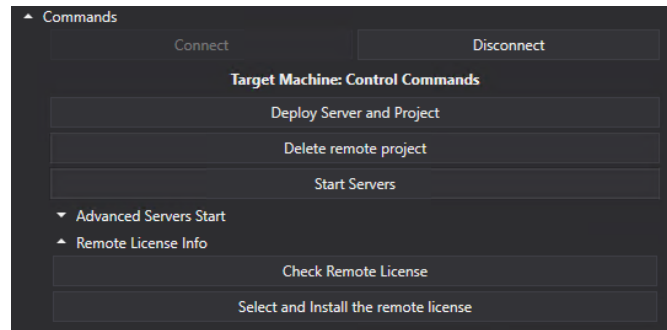 Commands
Connect Disconnect
Target Machine: Control Commands
Deploy Server and Project
Delete remote project
Start Servers
Advanced Servers Start
Remote License Info
Check Remote License
Select and Install the remote license